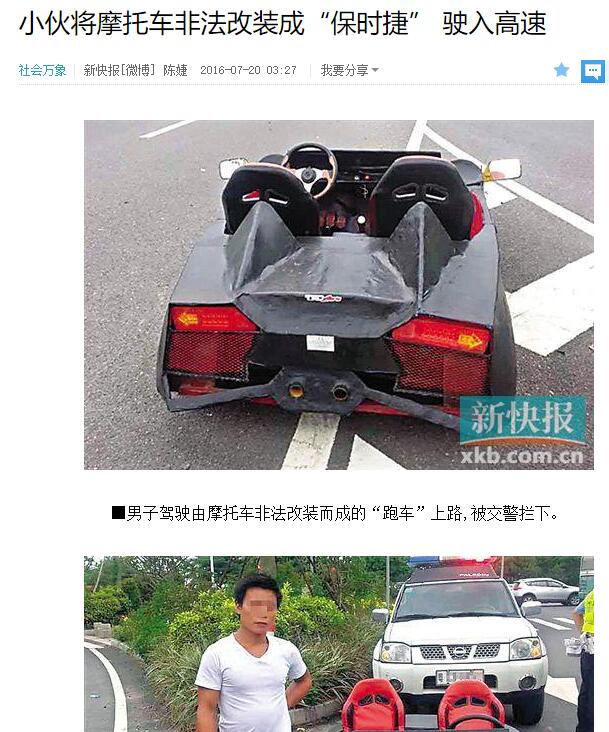 小伙将摩托车非法改装成“保时捷” 驶入高速
社会万象 新快报[微博] 陈婕 2016-07-20 03:27 我要分享
新快报
xkb.com.cn
■男子驾驶由摩托车非法改装而成的“跑车”上路,被交警拦下。
PALADIN